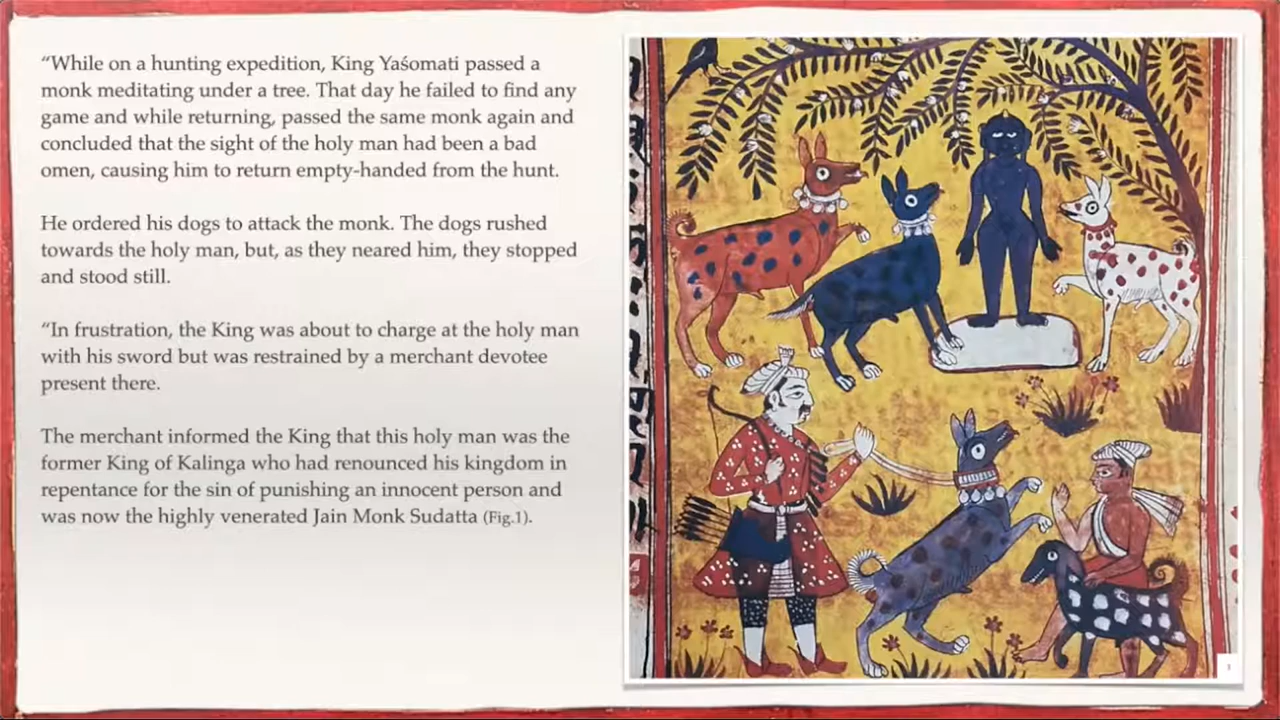 “While on a hunting expedition, King Yaśomati passed a
monk meditating under a tree. That day he failed to find any
game and while returning, passed the same monk again and
concluded that the sight of the holy man had been a bad
omen, causing him to return empty-handed from the hunt.
He ordered his dogs to attack the monk. The dogs rushed
towards the holy man, but, as they neared him, they stopped
and stood still.
“In frustration, the King was about to charge at the holy man
with his sword but was restrained by a merchant devotee
present there.
The merchant informed the King that this holy man was the
former King of Kalinga who had renounced his kingdom in
repentance for the sin of punishing an innocent person and
was now the highly venerated Jain Monk Sudatta (Fig.1).
1